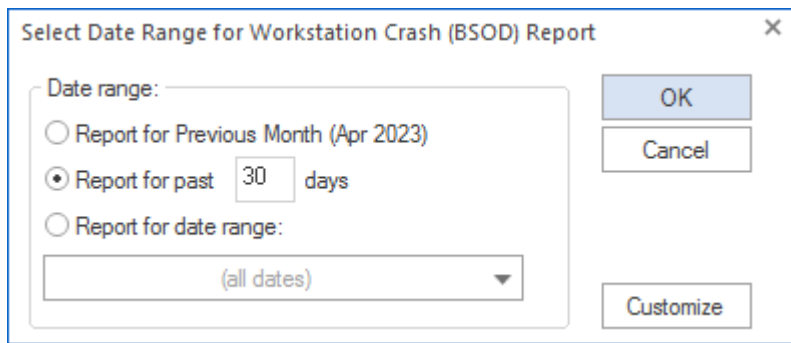 Select Date Range for Workstation Crash (BSOD) Report
Date range:
Report for Previous Month (Apr 2023)
Report for past 30 days
Report for date range:
(all dates)
OK
Cancel
Customize